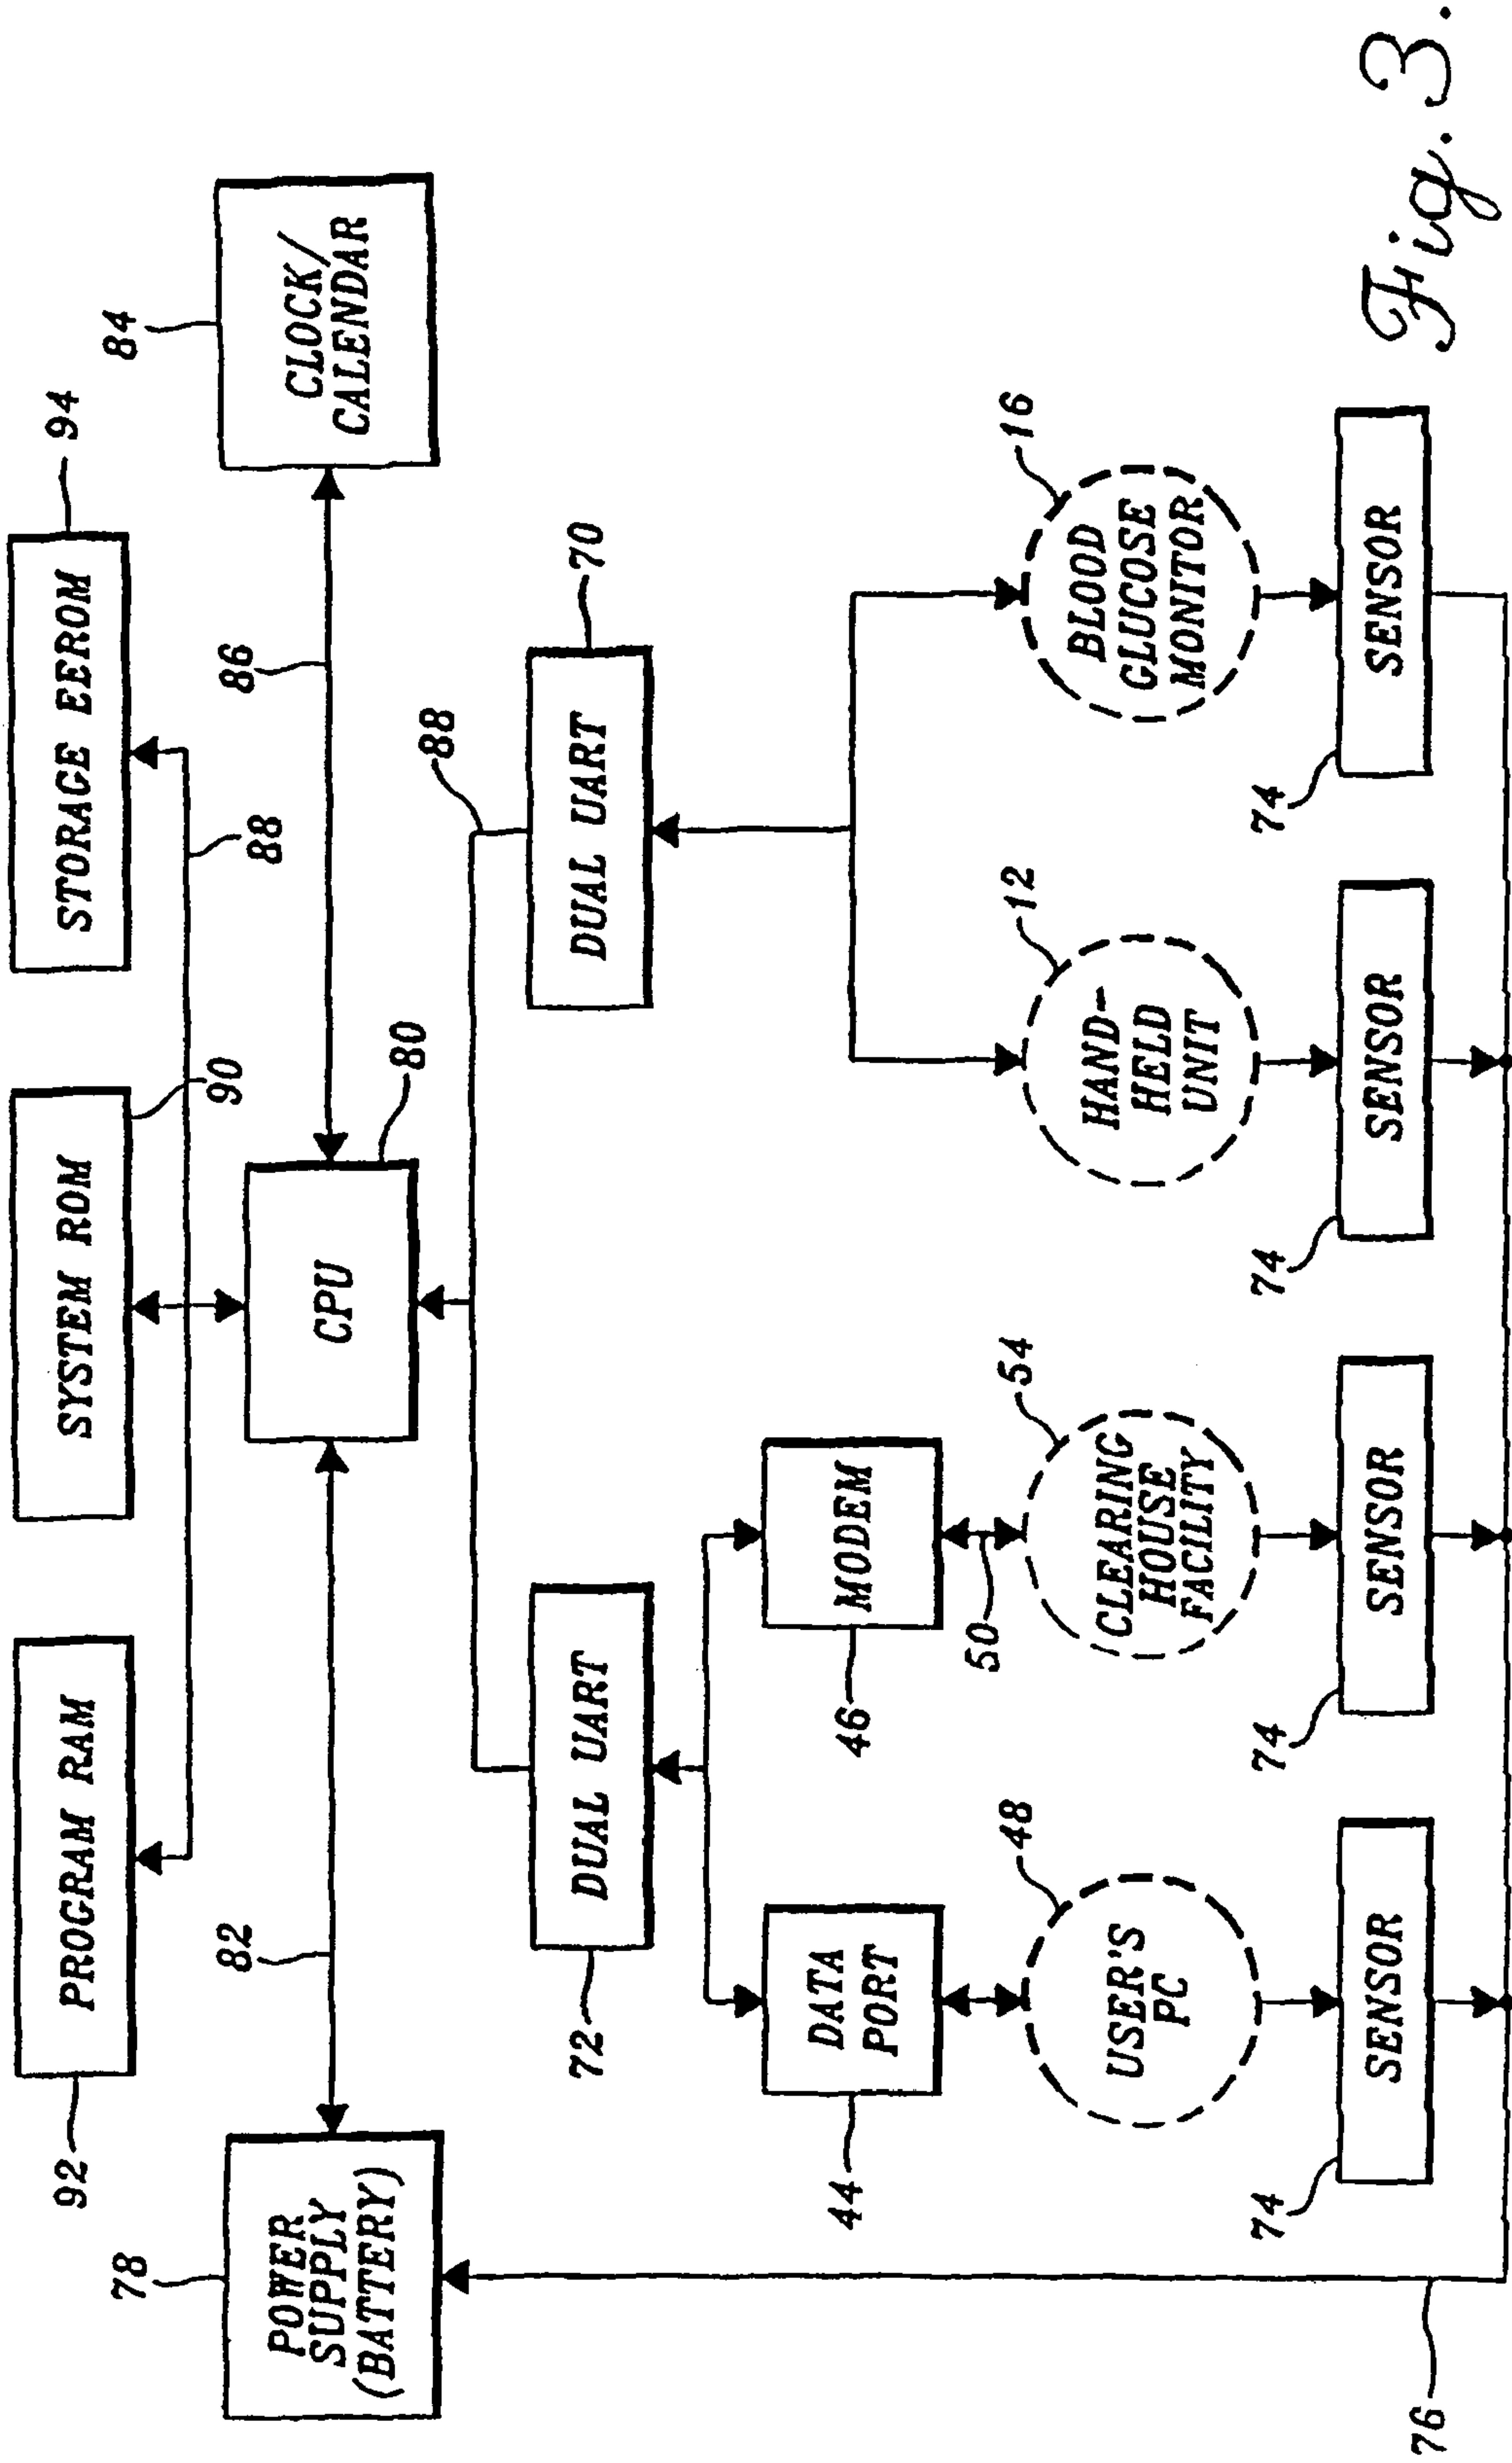 92
PROGRAM RAM
SYSTEM ROM
90
STORAGE EEROM
94
88
78
POWER
SUPPLY
(BATTERY)
82
CPU
80
86
84
CLOCK/
CALENDAR
88
72
DUAL UART
DUAL UART
70
44
DATA
PORT
46
MODEM
50
48
USER'S
PC
54
CLEARING
HOUSE
FACILITY
12
HAND-
HELD
UNIT
16
BLOOD
GLUCOSE
MONITOR
74
SENSOR
74
SENSOR
74
SENSOR
74
SENSOR
76
Fig. 3.